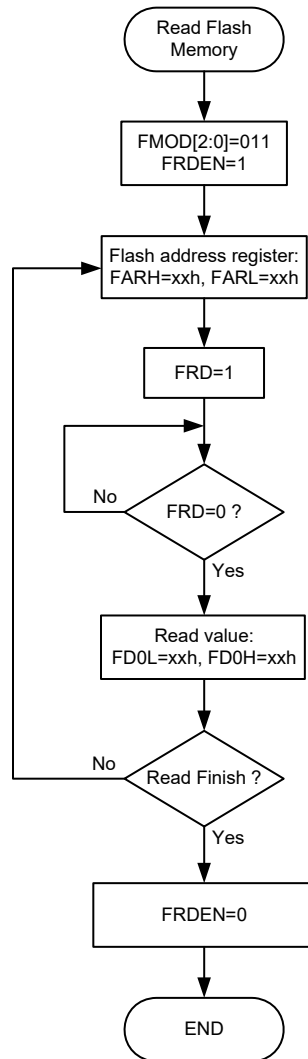 Read Flash
Memory
FMOD[2:0]=011
FRDEN=1
Flash address register:
FARH=xxh, FARL=xxh
FRD=1
No
FRD=0 ?
Yes
Read value:
FD0L=xxh, FD0H=xxh
No
Read Finish ?
Yes
FRDEN=0
END